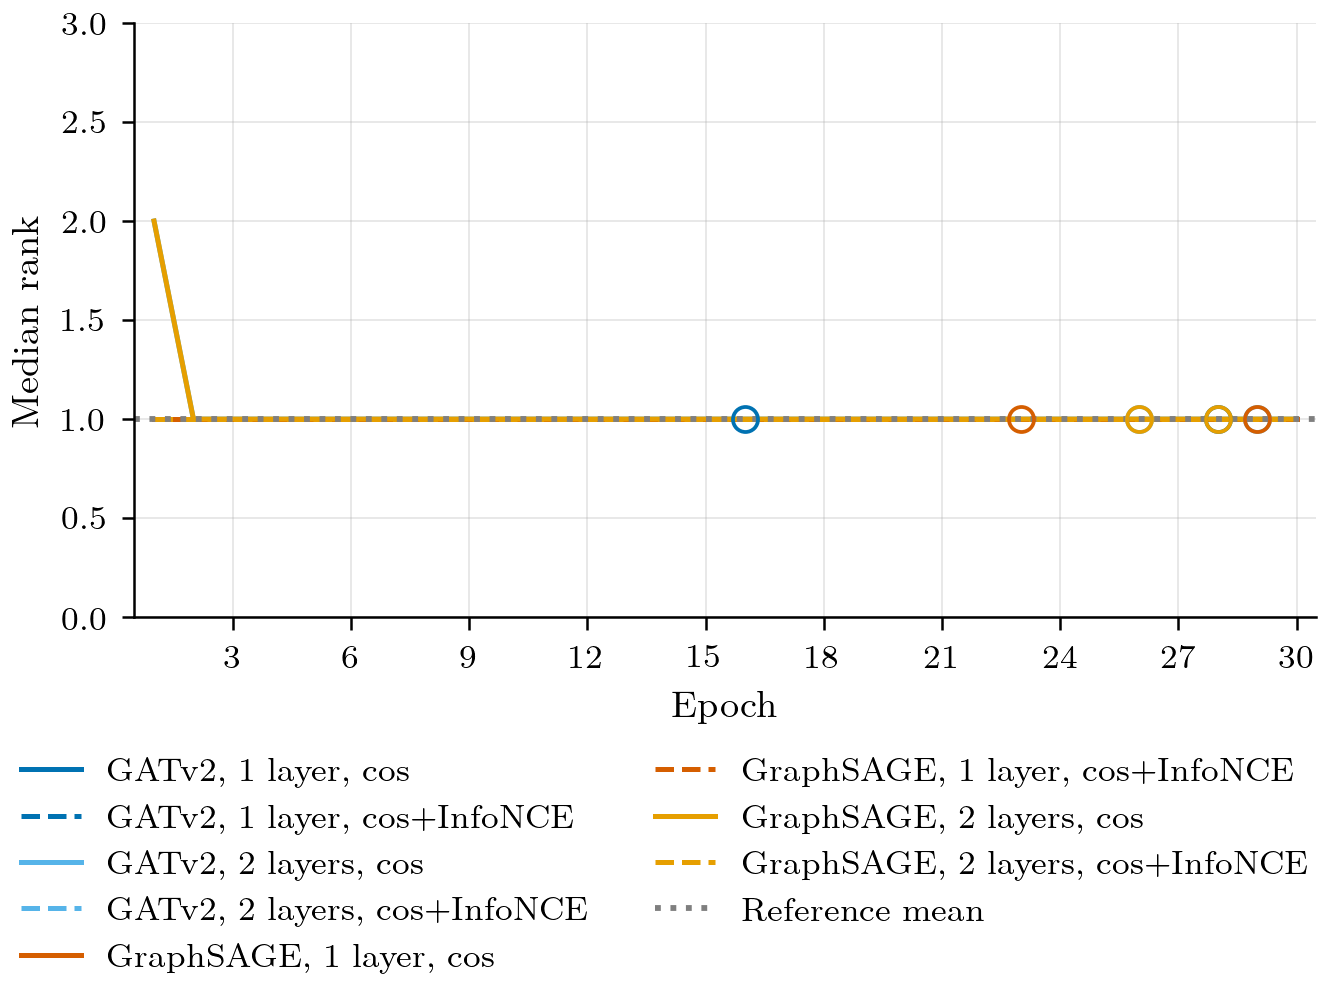 3.0
2.5
2.0
1.5
1.0
0.5
0.0
Median rank
3 6 9 12 15 18 21 24 27 30
Epoch
GATv2, 1 layer, cos
GATv2, 1 layer, cos+InfoNCE
GATv2, 2 layers, cos
GATv2, 2 layers, cos+InfoNCE
GraphSAGE, 1 layer, cos
GraphSAGE, 1 layer, cos+InfoNCE
GraphSAGE, 2 layers, cos
GraphSAGE, 2 layers, cos+InfoNCE
Reference mean